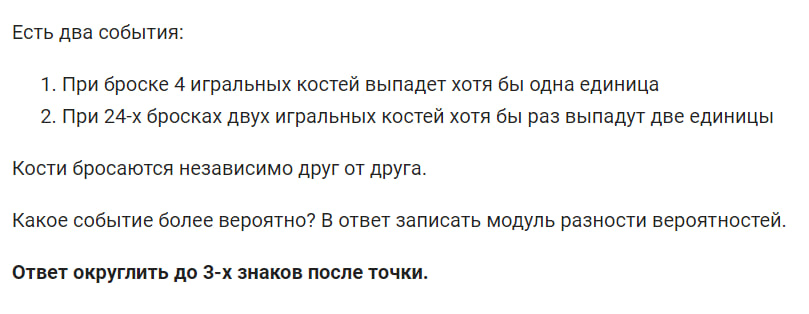 Есть два события:
1. При броске 4 игральных костей выпадет хотя бы одна единица
2. При 24-х бросках двух игральных костей хотя бы раз выпадут две единицы
Кости бросаются независимо друг от друга.
Какое событие более вероятно? В ответ записать модуль разности вероятностей.
Ответ округлить до 3-х знаков после точки.